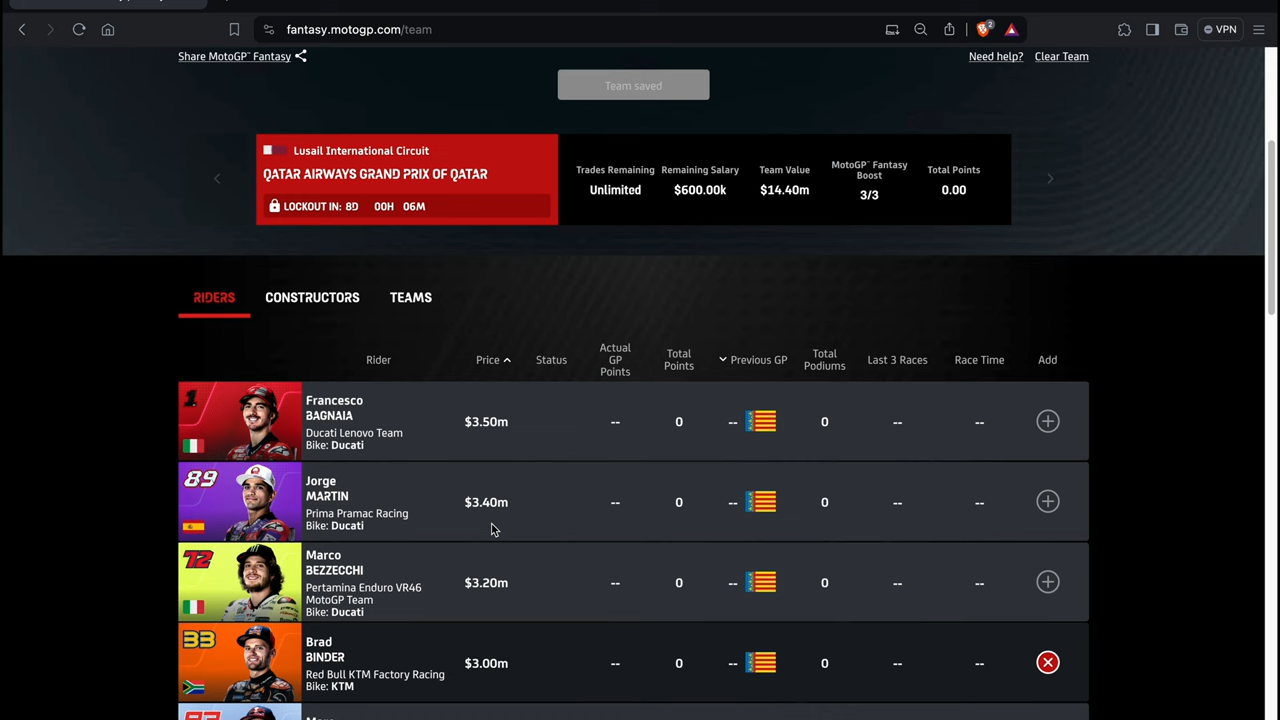 fantasy.motogp.com/team
2
VPN
Share MotoGP™ Fantasy
Need help?
Clear Team
Team saved
Lusail International Circuit
QATAR AIRWAYS GRAND PRIX OF QATAR
LOCKOUT IN: 8D 00H 06M
Trades Remaining
Unlimited
Remaining Salary
$600.00k
Team Value
$14.40m
MotoGP™ Fantasy
Boost
3/3
Total Points
0.00
RIDERS
CONSTRUCTORS
TEAMS
Rider
Price
Status
Actual
GP
Points
Total
Points
Previous GP
Total
Podiums
Last 3 Races
Race Time
Add
1
Francesco
BAGNAIA
Ducati Lenovo Team
Bike: Ducati
$3.50m
--
0
--
0
--
--
89
Jorge
MARTIN
Prima Pramac Racing
Bike: Ducati
$3.40m
--
0
--
0
--
--
72
Marco
BEZZECCHI
Pertamina Enduro VR46
MotoGP Team
Bike: Ducati
$3.20m
--
0
--
0
--
--
33
Brad
BINDER
Red Bull KTM Factory Racing
Bike: KTM
$3.00m
--
0
--
0
--
--